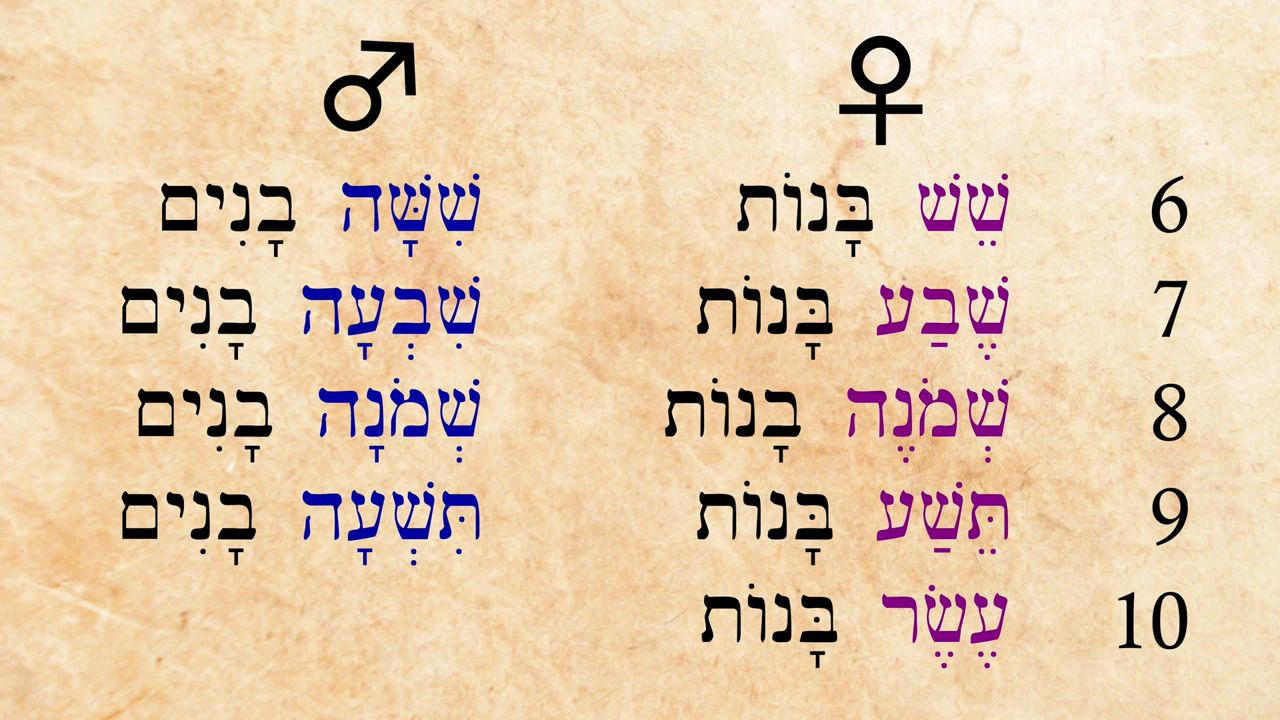 ♂ ♀
6 שֵׁשׁ בָּנוֹת שִׁשָּׁה בָנִים
7 שֶׁבַע בָּנוֹת שִׁבְעָה בָנִים
8 שְׁמֹנֶה בָנוֹת שְׁמֹנָה בָנִים
9 תֵּשַׁע בָּנוֹת תִּשְׁעָה בָנִים
10 עֶשֶׂר בָּנוֹת